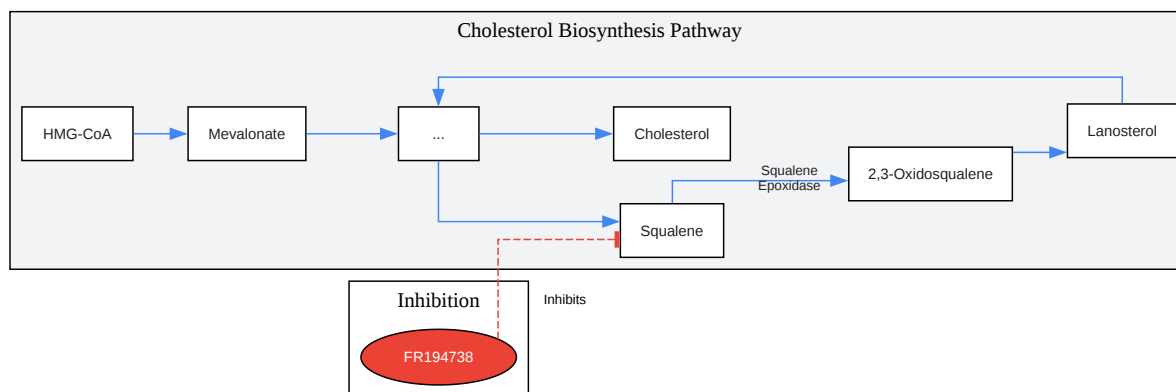 Cholesterol Biosynthesis Pathway
HMG-CoA
Mevalonate
...
Cholesterol
Lanosterol
Squalene
Epoxidase
2,3-Oxidosqualene
Squalene
Inhibition
Inhibits
FR194738